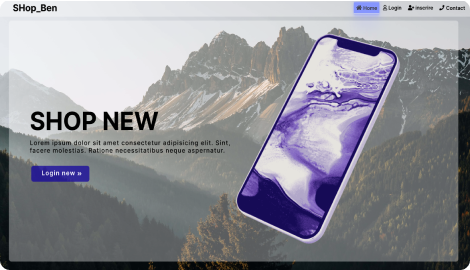 SHop_Ben
Home Login inscrire Contact
SHOP NEW
Lorem ipsum dolor sit amet consectetur adipisicing elit. Sint,
facere molestias. Ratione necessitatibus neque aspernatur.
Login new »